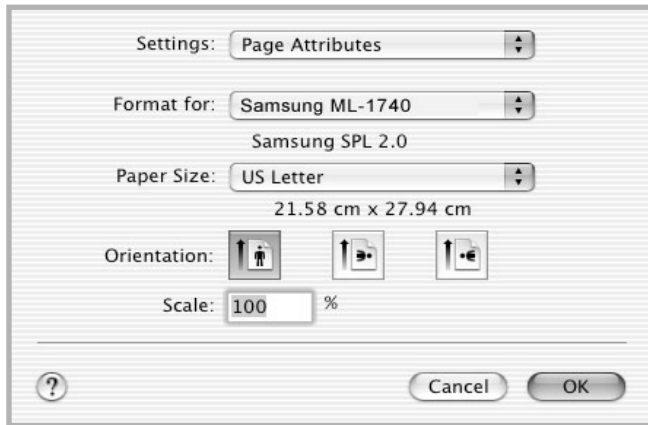 Settings: Page Attributes
Format for: Samsung ML-1740
Samsung SPL 2.0
Paper Size: US Letter
21.58 cm x 27.94 cm
Orientation:
Scale: 100 %
? Cancel OK